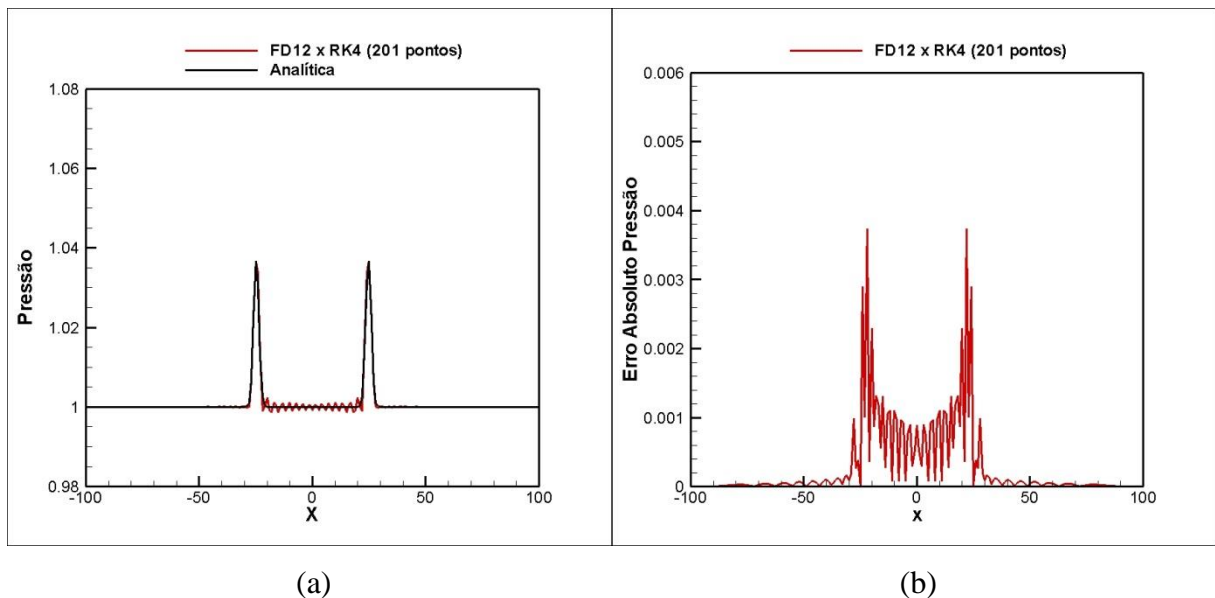 FD12 x RK4 (201 pontos)
Analítica
1.08
1.06
1.04
1.02
1
0.98
Pressão
-100
-50
0
50
100
X
FD12 x RK4 (201 pontos)
0.006
0.005
0.004
0.003
0.002
0.001
0
Erro Absoluto Pressão
-100
-50
0
50
100
x
(a)
(b)